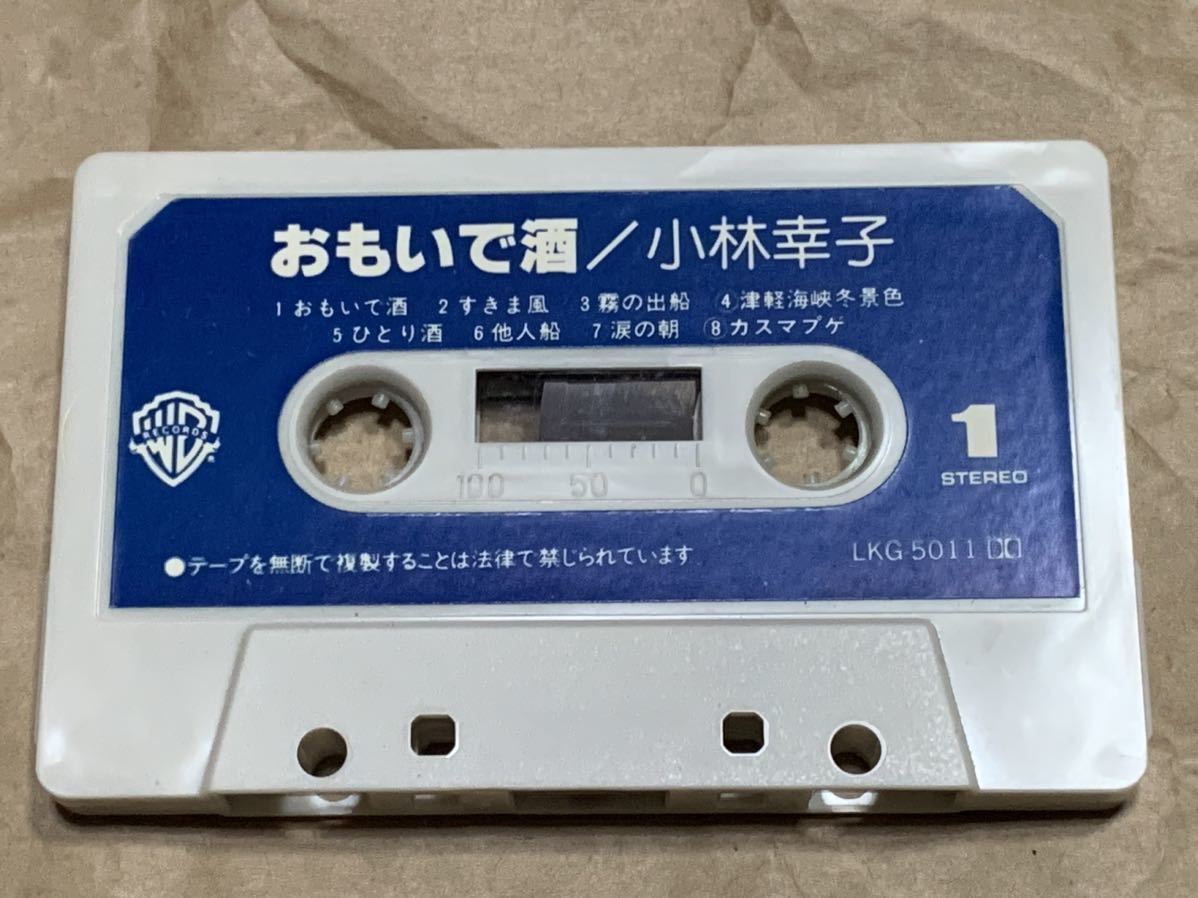 おもいで酒／小林幸子
1 おもいで酒 2 すきま風 3 霧の出船 ④ 津軽海峡冬景色
5 ひとり酒 6 他人船 7 涙の朝 ⑧ カスマプゲ
RECORDS
1
STEREO
100 50 0
●テープを無断で複製することは法律で禁じられています
LKG 5011